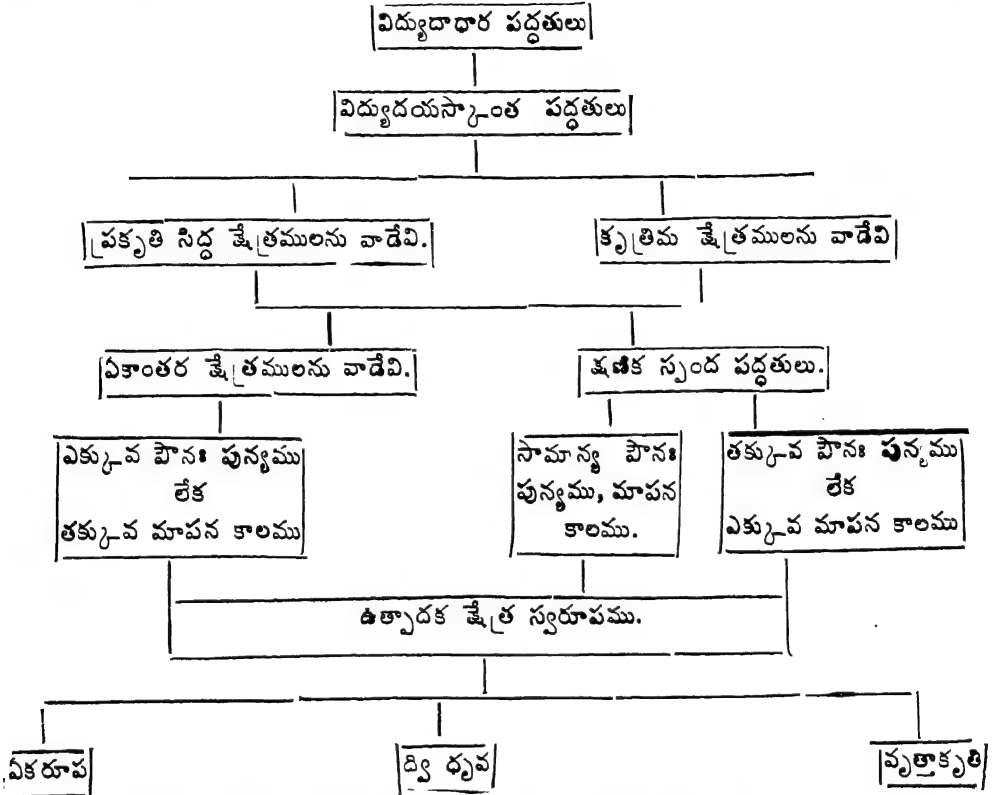 విద్యుదాధార పద్ధతులు
విద్యుదయస్కాంత పద్ధతులు
ప్రకృతి సిద్ధ క్షేత్రములను వాడేవి.
కృత్రిమ క్షేత్రములను వాడేవి
ఏకాంతర క్షేత్రములను వాడేవి.
క్షణిక స్పంద పద్ధతులు.
ఎక్కువ పౌనః పున్యము
లేక
తక్కువ మాపన కాలము
సామాన్య పౌనః
పున్యము, మాపన
కాలము.
తక్కువ పౌనః పున్యము
లేక
ఎక్కువ మాపన కాలము
ఉత్పాదక క్షేత్ర స్వరూపము.
ఏకరూప
ద్వి ధృవ
వృత్తాకృతి